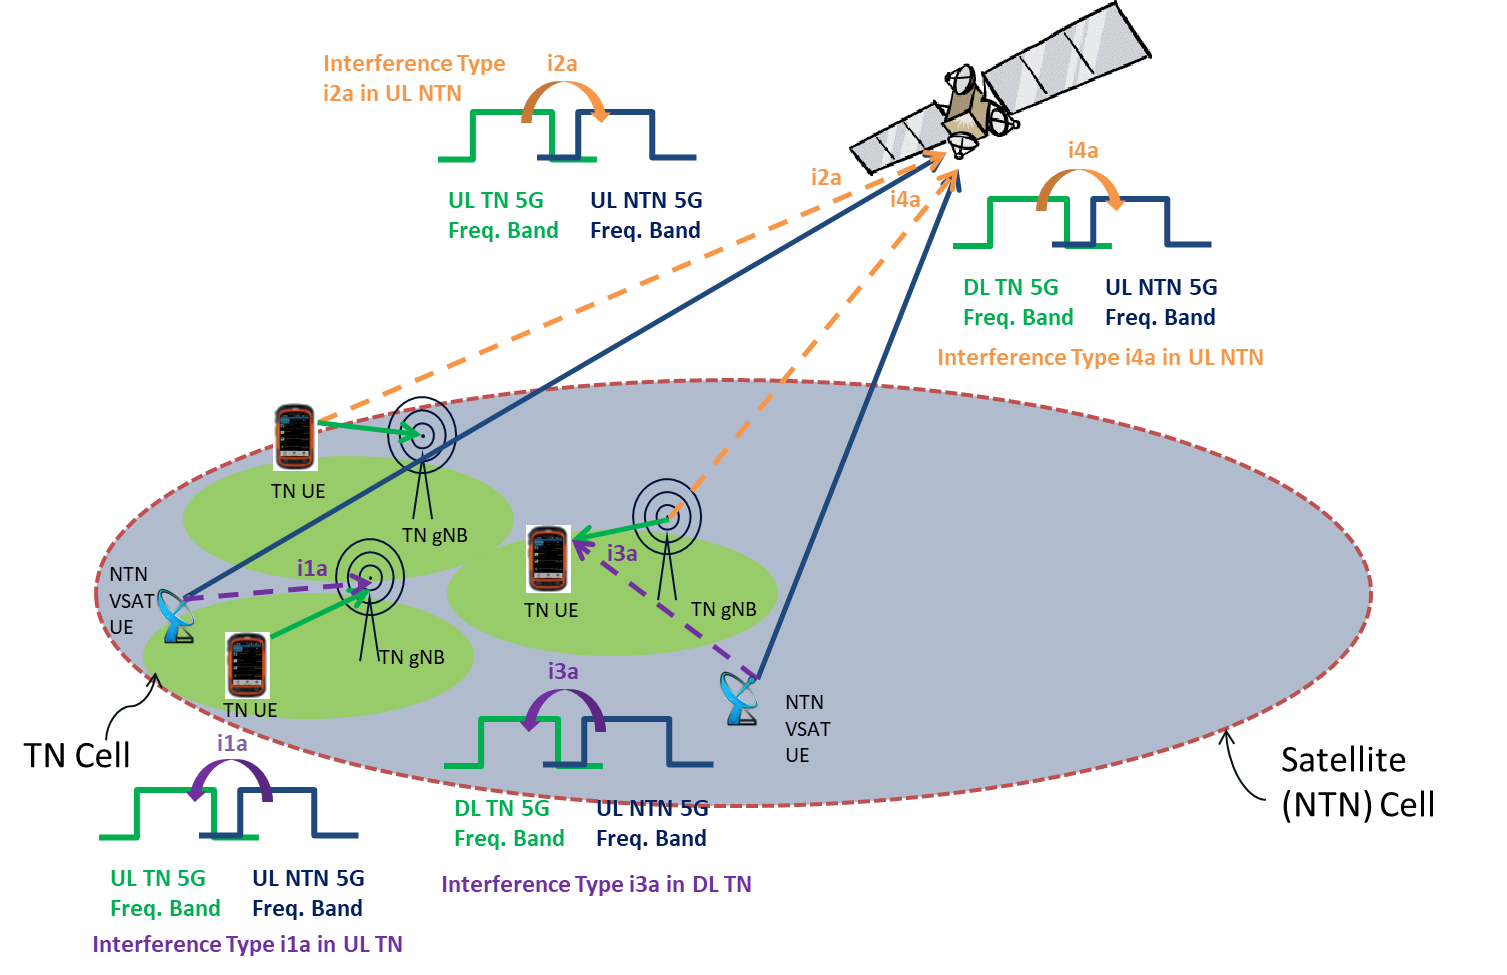 Interference Type
i2a in UL NTN
i2a
UL TN 5G
Freq. Band
UL NTN 5G
Freq. Band
i2a
i4a
i4a
DL TN 5G
Freq. Band
UL NTN 5G
Freq. Band
Interference Type i4a in UL NTN
TN UE
TN gNB
i1a
NTN
VSAT
UE
TN UE
TN gNB
i3a
TN UE
TN gNB
NTN
VSAT
UE
TN Cell
Satellite
(NTN) Cell
i3a
DL TN 5G
Freq. Band
UL NTN 5G
Freq. Band
Interference Type i3a in DL TN
i1a
UL TN 5G
Freq. Band
UL NTN 5G
Freq. Band
Interference Type i1a in UL TN